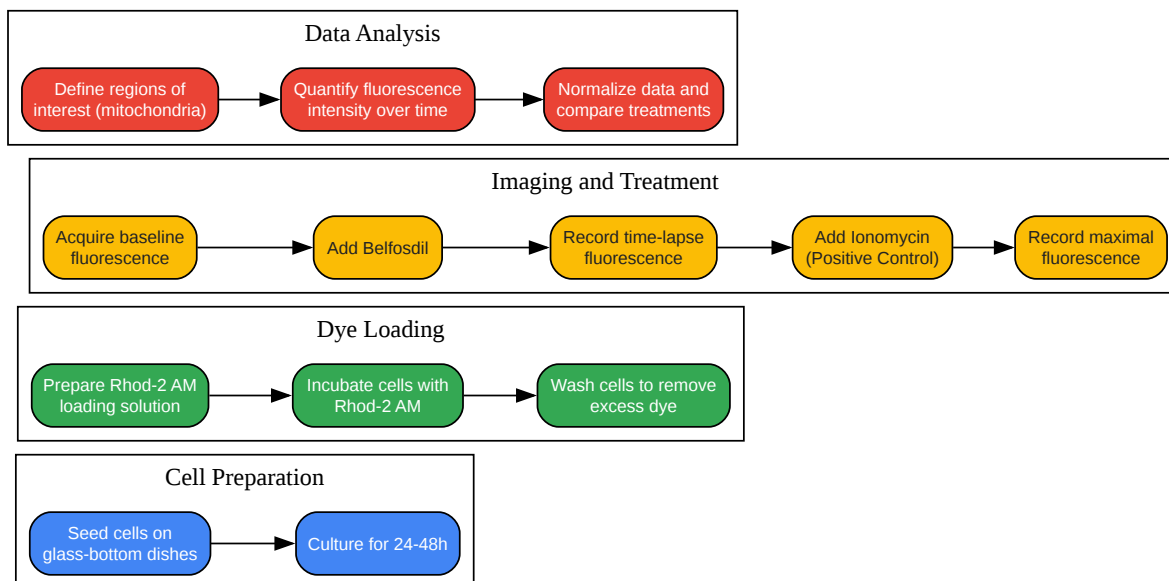 Data Analysis
Define regions of
interest (mitochondria)
Quantify fluorescence
intensity over time
Normalize data and
compare treatments
Imaging and Treatment
Acquire baseline
fluorescence
Add Belfosdil
Record time-lapse
fluorescence
Add Ionomycin
(Positive Control)
Record maximal
fluorescence
Dye Loading
Prepare Rhod-2 AM
loading solution
Incubate cells with
Rhod-2 AM
Wash cells to remove
excess dye
Cell Preparation
Seed cells on
glass-bottom dishes
Culture for 24-48h